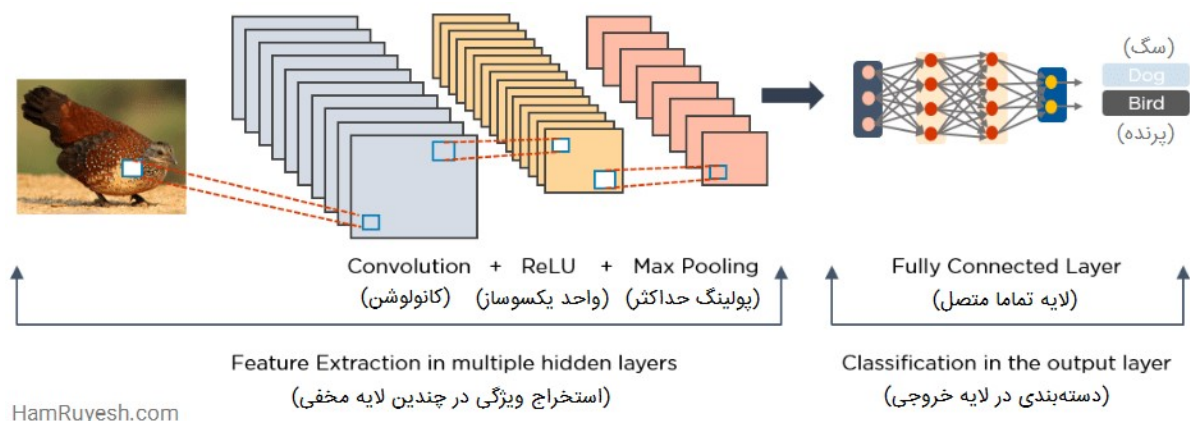 (سگ)
Dog
Bird
(پرنده)
Convolution + ReLU + Max Pooling
(کانولوشن) (واحد یکسوساز) (پولینگ حداکثر)
Fully Connected Layer
(لایه تماما متصل)
Feature Extraction in multiple hidden layers
(استخراج ویژگی در چندین لایه مخفی)
Classification in the output layer
(دسته‌بندی در لایه خروجی)
HamRuyesh.com